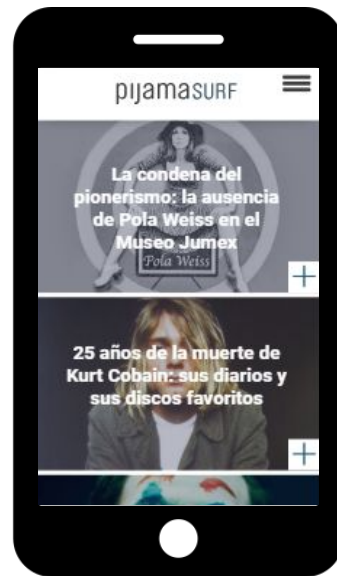 pijamasURF
La condena del
pionerismo: la ausencia
de Pola Weiss en el
Museo Jumex
Pola Weiss
+
25 años de la muerte de
Kurt Cobain: sus diarios y
sus discos favoritos
+